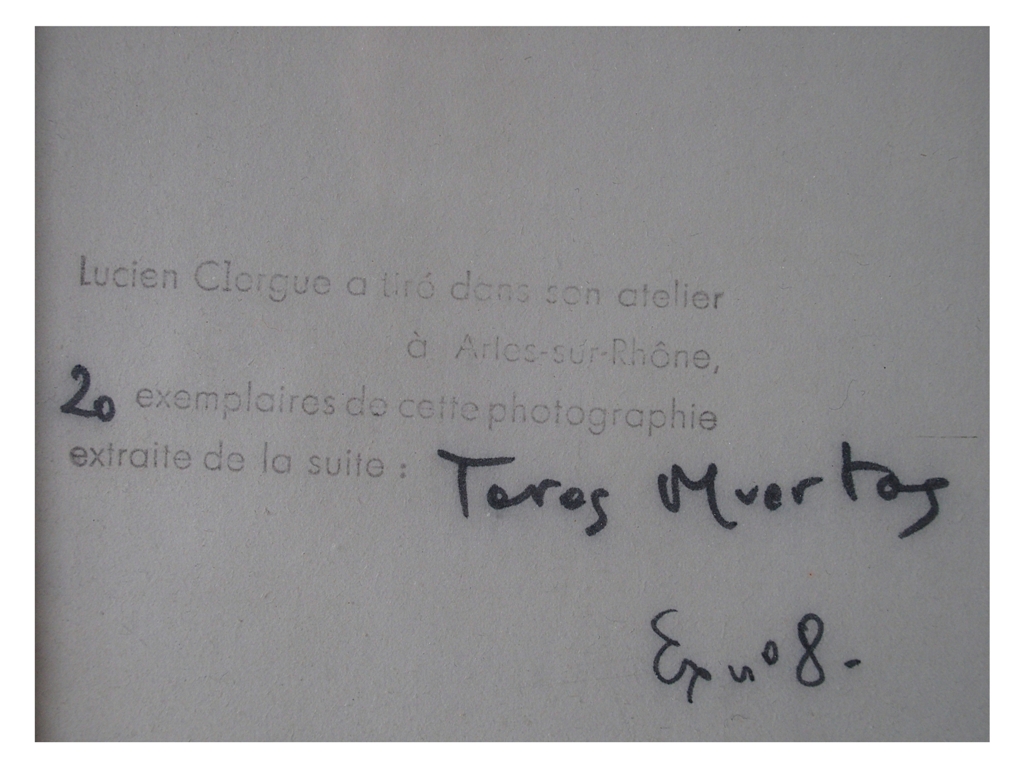 Lucien Clergue a tiré dans son atelier
à Arles-sur-Rhône,
20 exemplaires de cette photographie
extraite de la suite : Toros Muertos
Ex n° 8.